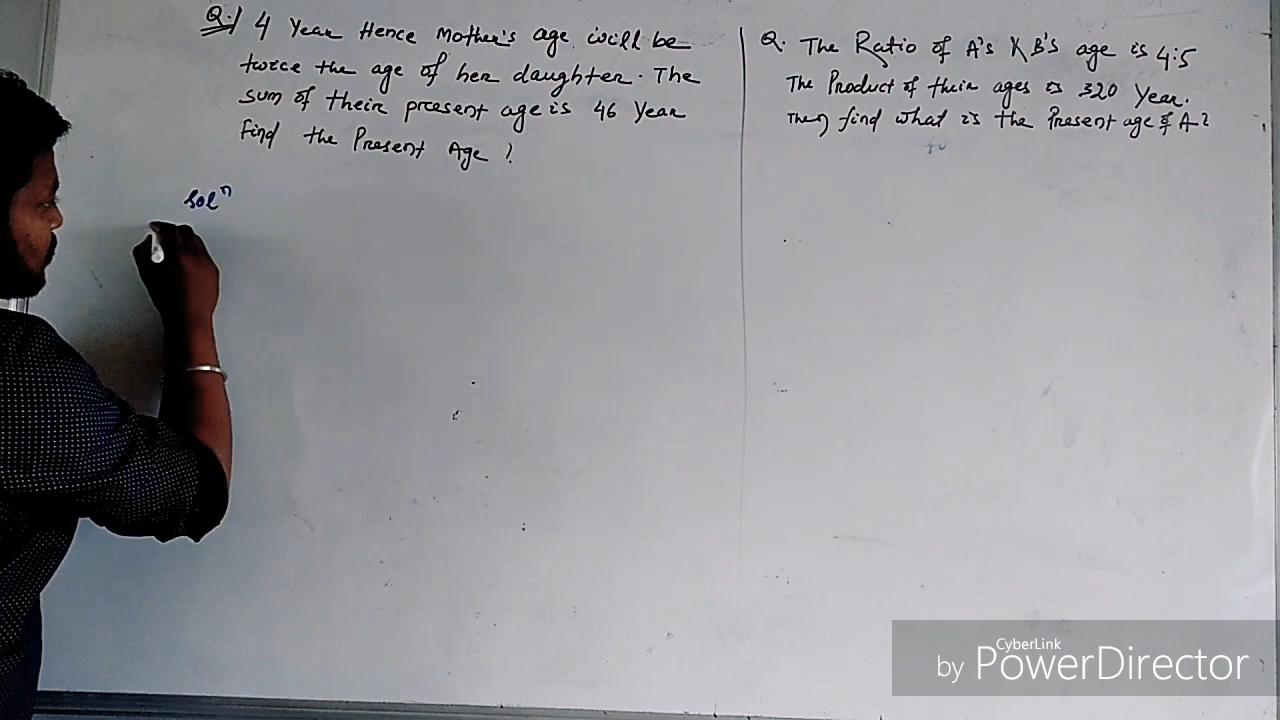 Q.1 4 Year Hence Mother's age will be
twice the age of her daughter. The
sum of their present age is 46 Year
Find the Present Age ?
Soln
Q. The Ratio of A's & B's age is 4:5
The Product of their ages is 320 Year.
Then find what is the Present age of A?
CyberLink
by PowerDirector